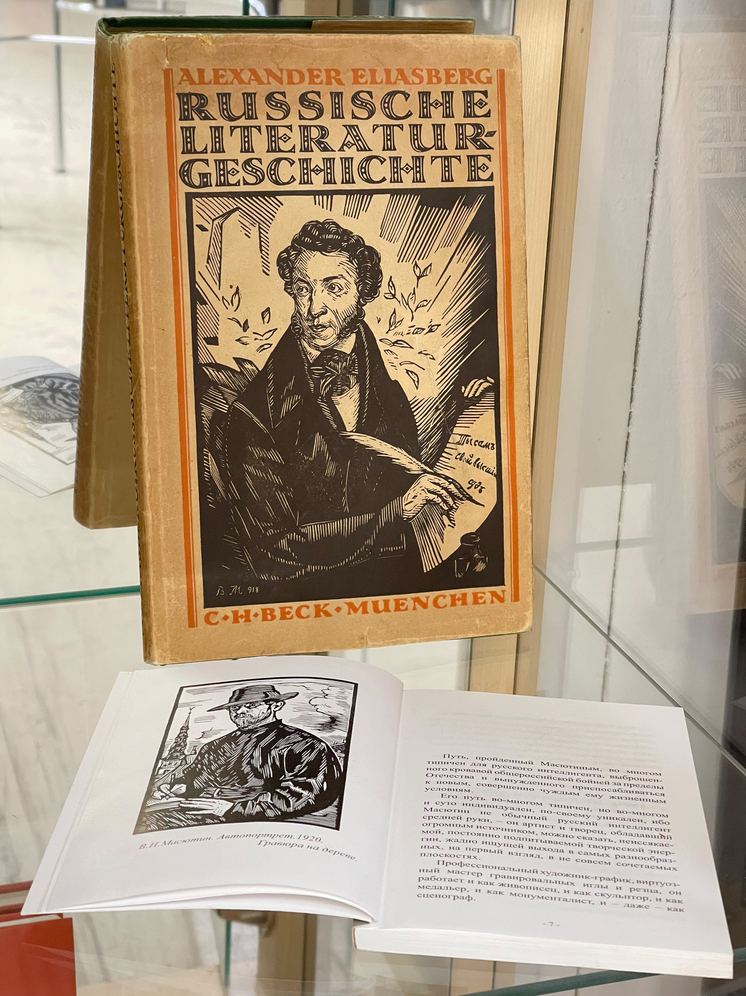 ALEXANDER ELIASBERG
RUSSISCHE
LITERATUR-
GESCHICHTE
В.М. 918
C·H·BECK·MUENCHEN
В.Н.Масютин. Автопортрет. 1920.
Гравюра на дереве.
Путь, пройденный Масютиным, во многом
типичен для русского интеллигента, выброшен-
ного кровавой общероссийской бойней за пределы
Отечества и вынужденного приспосабливаться
к новым, совершенно чуждым ему жизненным
условиям.
Его путь во-многом типичен, но во-многом
и суто индивидуален, по-своему уникален, ибо
Масютин не обычный русский интеллигент
средней руки, – он артист и творец, обладавший
огромным источником, можно сказать, неиссякае-
мой, постоянно подпитываемой творческой энер-
гии, жадно ищущей выхода в самых разнообраз-
ных, на первый взгляд, в не совсем сочетаемых
плоскостях.
Профессиональный художник-график, виртуоз-
ный мастер гравировальных иглы и резца, он
работает и как живописец, и как скульптор, и как
медальер, и как монументалист, и – даже – как
сценограф.
- 7 -